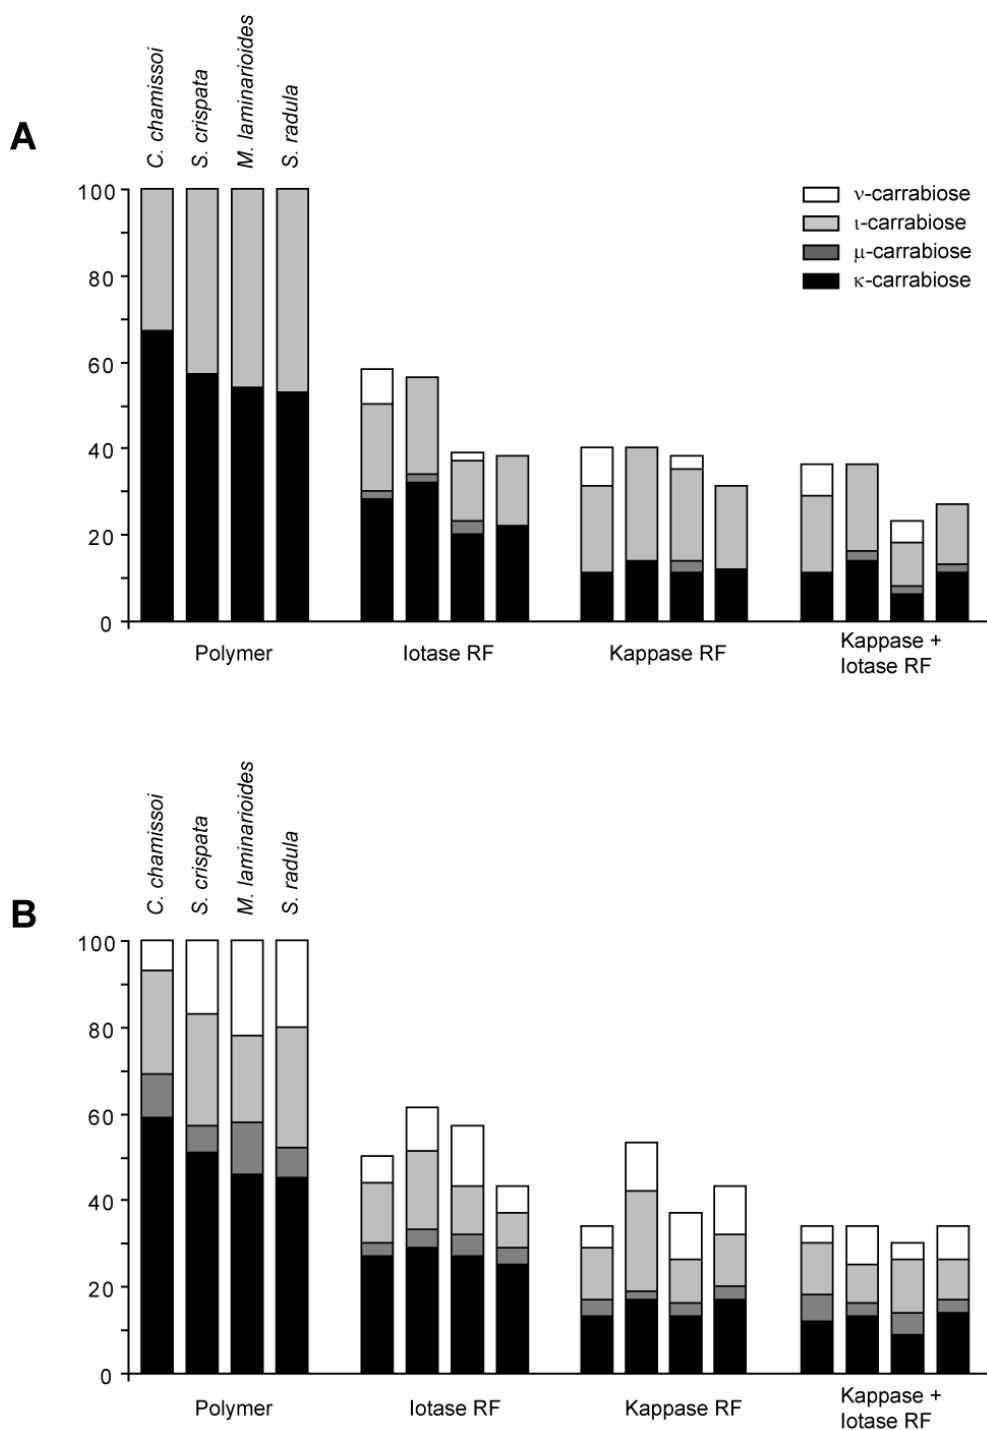 A
C. chamissoi
S. crispata
M. laminarioides
S. radula
100
80
60
40
20
0
ν-carrabiose
ι-carrabiose
μ-carrabiose
κ-carrabiose
Polymer
Iotase RF
Kappase RF
Kappase +
Iotase RF
B
C. chamissoi
S. crispata
M. laminarioides
S. radula
100
80
60
40
20
0
Polymer
Iotase RF
Kappase RF
Kappase +
Iotase RF